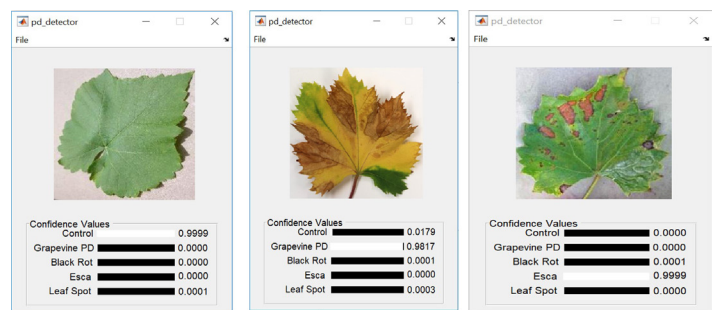 pd_detector
File
Confidence Values
Control 0.9999
Grapevine PD 0.0000
Black Rot 0.0000
Esca 0.0000
Leaf Spot 0.0001
pd_detector
File
Confidence Values
Control 0.0179
Grapevine PD 0.9817
Black Rot 0.0001
Esca 0.0000
Leaf Spot 0.0003
pd_detector
File
Confidence Values
Control 0.0000
Grapevine PD 0.0000
Black Rot 0.0001
Esca 0.9999
Leaf Spot 0.0000